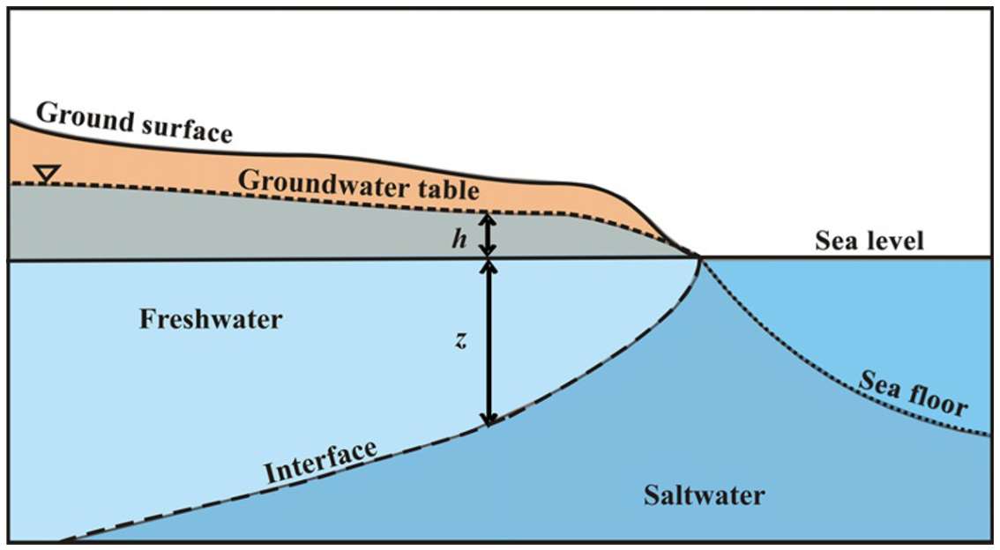 Ground surface
Groundwater table
h
Sea level
Freshwater
z
Sea floor
Interface
Saltwater